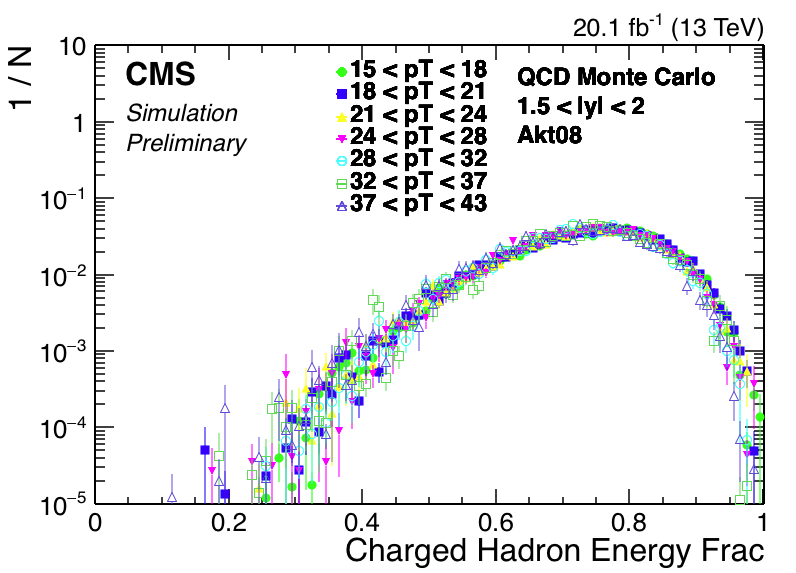 20.1 fb⁻¹ (13 TeV)
1 / N
CMS
Simulation
Preliminary
15 < pT < 18
18 < pT < 21
21 < pT < 24
24 < pT < 28
28 < pT < 32
32 < pT < 37
37 < pT < 43
QCD Monte Carlo
1.5 < |y| < 2
Akt08
10
1
10⁻¹
10⁻²
10⁻³
10⁻⁴
10⁻⁵
0 0.2 0.4 0.6 0.8 1
Charged Hadron Energy Frac